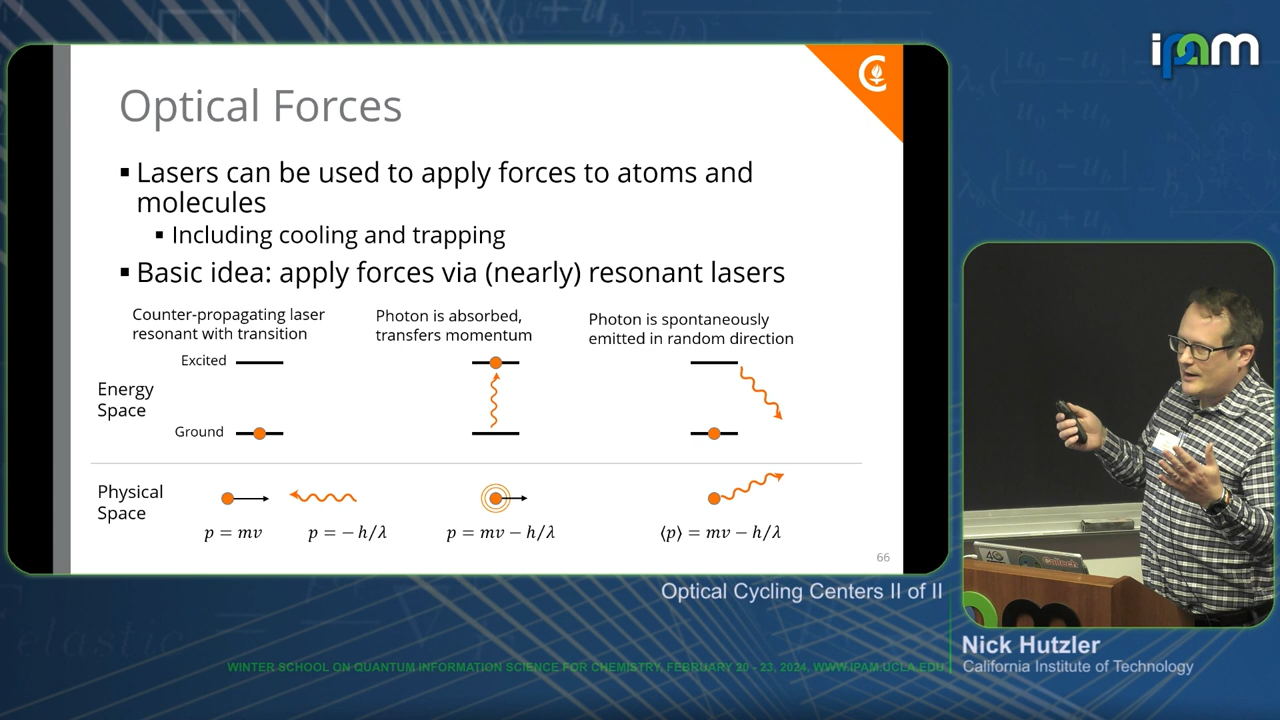 ipam
Optical Forces
▪ Lasers can be used to apply forces to atoms and
molecules
▪ Including cooling and trapping
▪ Basic idea: apply forces via (nearly) resonant lasers
Counter-propagating laser
resonant with transition
Photon is absorbed,
transfers momentum
Photon is spontaneously
emitted in random direction
Excited
Energy
Space
Ground
Physical
Space
p = mv
p = − h/λ
p = mv − h/λ
⟨p⟩ = mv − h/λ
66
Caltech
Optical Cycling Centers II of II
Nick Hutzler
California Institute of Technology
WINTER SCHOOL ON QUANTUM INFORMATION SCIENCE FOR CHEMISTRY, FEBRUARY 20 - 23, 2024, WWW.IPAM.UCLA.EDU
elastic